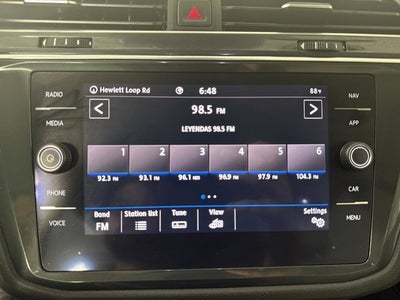 RADIO
MEDIA
PHONE
VOICE
Hewlett Loop Rd 6:48 88
98.5 FM
LEYENDAS 98.5 FM
1 2 3 4 5 6
92.3 FM 93.1 FM 96.1 HD1 96.9 FM 97.9 FM 104.3 FM
Band Station list Tune View Settings
FM
NAV
APP
CAR
MENU